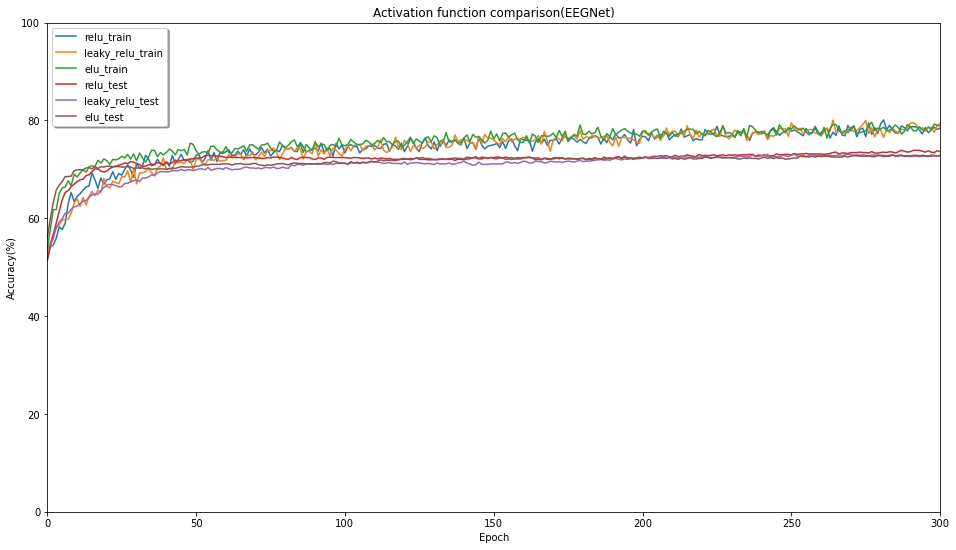 Activation function comparison(EEGNet)
100
80
60
40
20
0
Accuracy(%)
relu_train
leaky_relu_train
elu_train
relu_test
leaky_relu_test
elu_test
0 50 100 150 200 250 300
Epoch